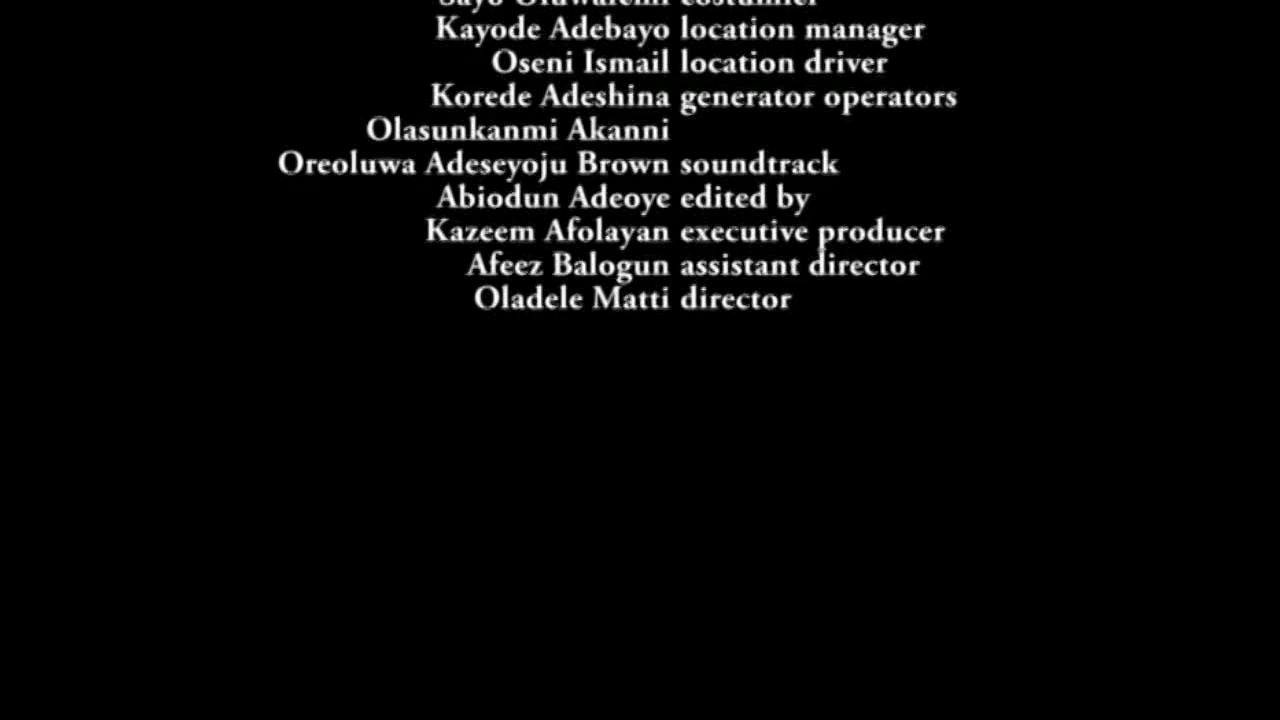 costumier
Kayode Adebayo location manager
Oseni Ismail location driver
Korede Adeshina generator operators
Olasunkanmi Akanni
Oreoluwa Adeseyoju Brown soundtrack
Abiodun Adeoye edited by
Kazeem Afolayan executive producer
Afeez Balogun assistant director
Oladele Matti director